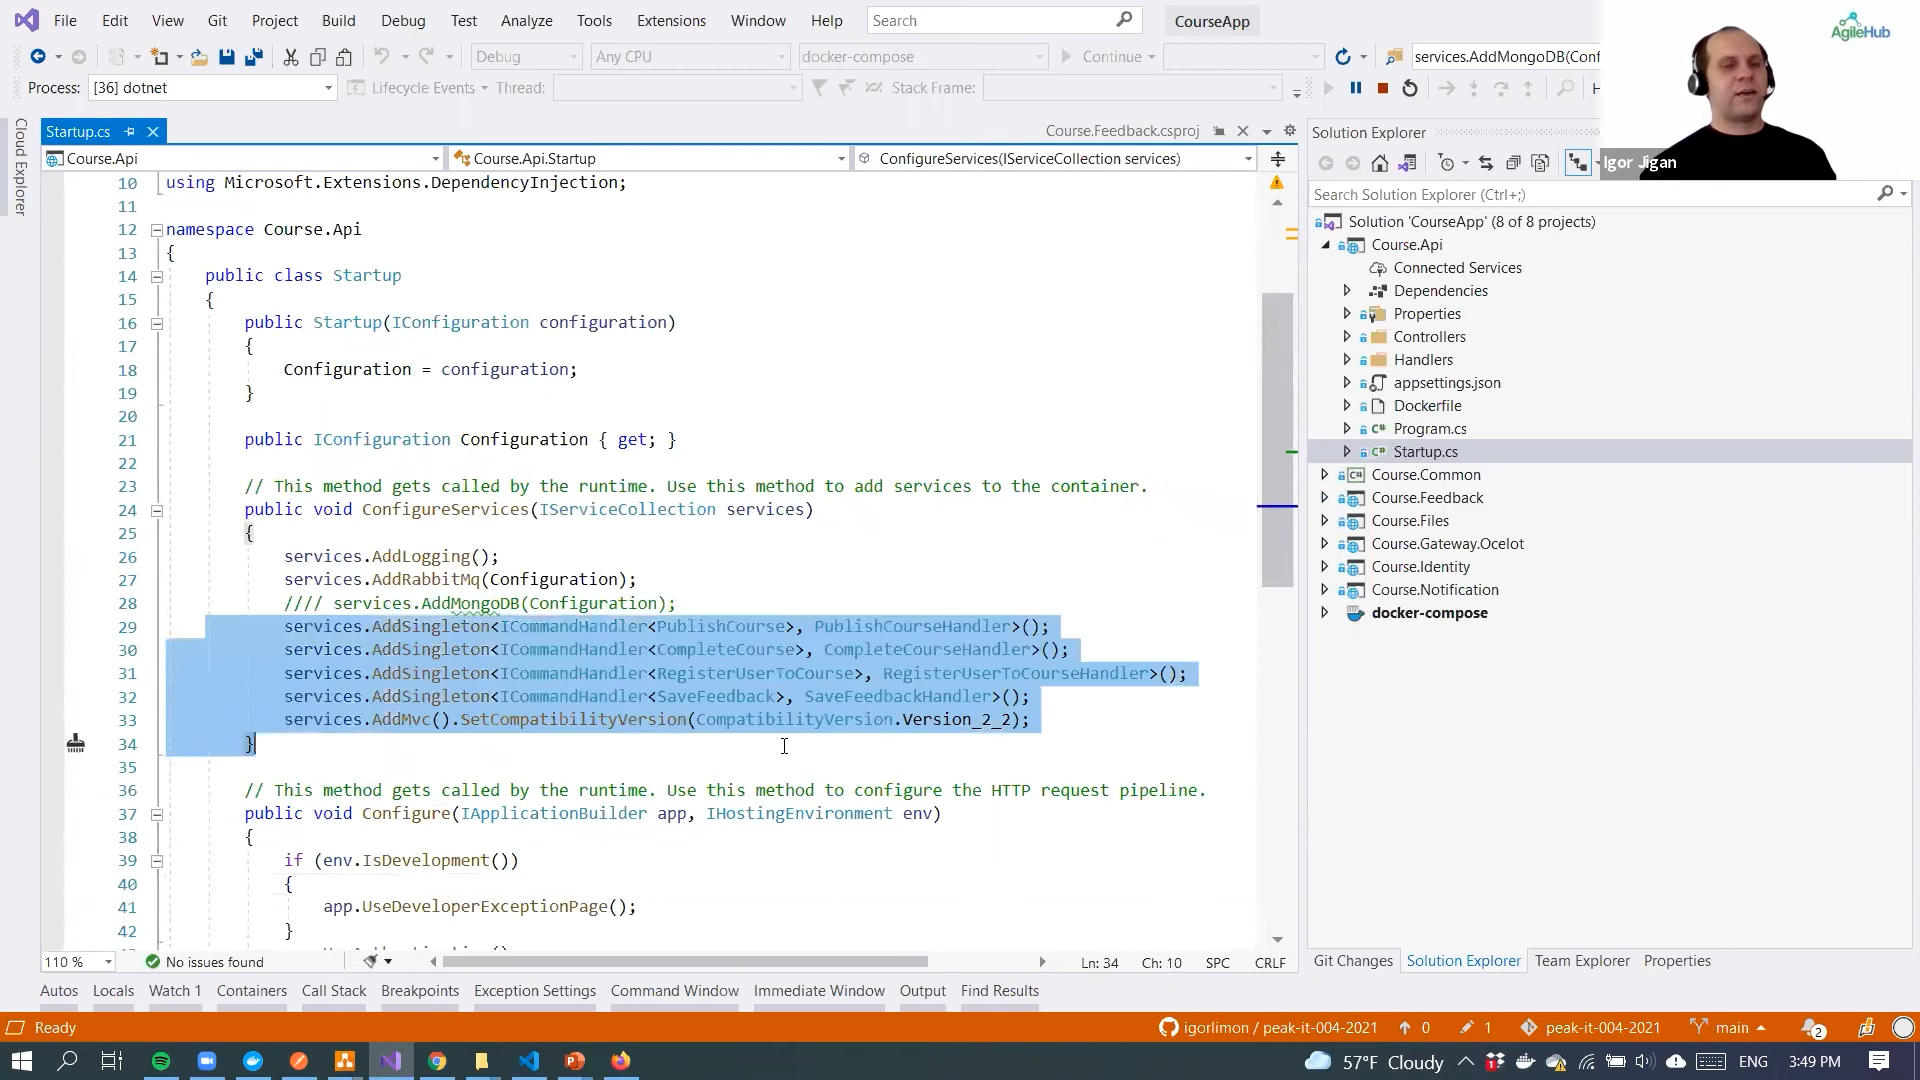 File Edit View Git Project Build Debug Test Analyze Tools Extensions Window Help Search CourseApp
AgileHub
Debug Any CPU docker-compose Continue services.AddMongoDB(Conf
Process: [36] dotnet Lifecycle Events Thread: Stack Frame:
Cloud Explorer
Startup.cs Course.Feedback.csproj
Course.Api Course.Api.Startup ConfigureServices(IServiceCollection services)
10 using Microsoft.Extensions.DependencyInjection;
11
12 namespace Course.Api
13 {
14 public class Startup
15 {
16 public Startup(IConfiguration configuration)
17 {
18 Configuration = configuration;
19 }
20
21 public IConfiguration Configuration { get; }
22
23 // This method gets called by the runtime. Use this method to add services to the container.
24 public void ConfigureServices(IServiceCollection services)
25 {
26 services.AddLogging();
27 services.AddRabbitMq(Configuration);
28 //// services.AddMongoDB(Configuration);
29 services.AddSingleton<ICommandHandler<PublishCourse>, PublishCourseHandler>();
30 services.AddSingleton<ICommandHandler<CompleteCourse>, CompleteCourseHandler>();
31 services.AddSingleton<ICommandHandler<RegisterUserToCourse>, RegisterUserToCourseHandler>();
32 services.AddSingleton<ICommandHandler<SaveFeedback>, SaveFeedbackHandler>();
33 services.AddMvc().SetCompatibilityVersion(CompatibilityVersion.Version_2_2);
34 }
35
36 // This method gets called by the runtime. Use this method to configure the HTTP request pipeline.
37 public void Configure(IApplicationBuilder app, IHostingEnvironment env)
38 {
39 if (env.IsDevelopment())
40 {
41 app.UseDeveloperExceptionPage();
42 }
110 % No issues found Ln: 34 Ch: 10 SPC CRLF
Solution Explorer
Igor Jigan
Search Solution Explorer (Ctrl+;)
Solution 'CourseApp' (8 of 8 projects)
Course.Api
Connected Services
Dependencies
Properties
Controllers
Handlers
appsettings.json
Dockerfile
C# Program.cs
C# Startup.cs
C# Course.Common
Course.Feedback
Course.Files
Course.Gateway.Ocelot
Course.Identity
Course.Notification
docker-compose
Git Changes Solution Explorer Team Explorer Properties
Autos Locals Watch 1 Containers Call Stack Breakpoints Exception Settings Command Window Immediate Window Output Find Results
Ready igorlimon / peak-it-004-2021 0 1 peak-it-004-2021 main 2
57°F Cloudy ENG 3:49 PM